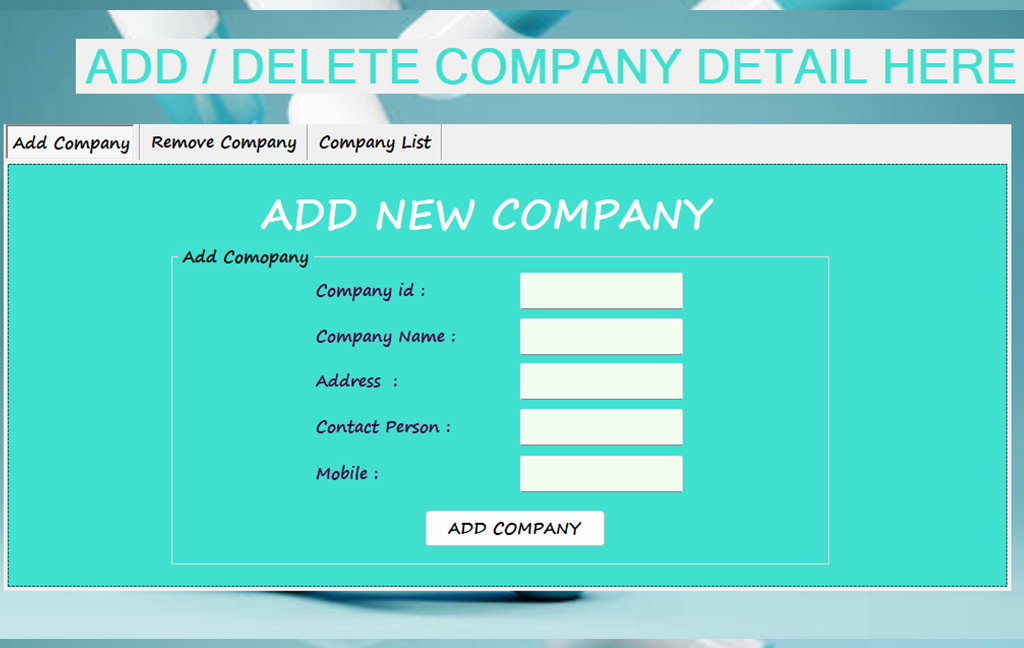 ADD / DELETE COMPANY DETAIL HERE
Add Company Remove Company Company List
ADD NEW COMPANY
Add Comopany
Company id :
Company Name :
Address :
Contact Person :
Mobile :
ADD COMPANY